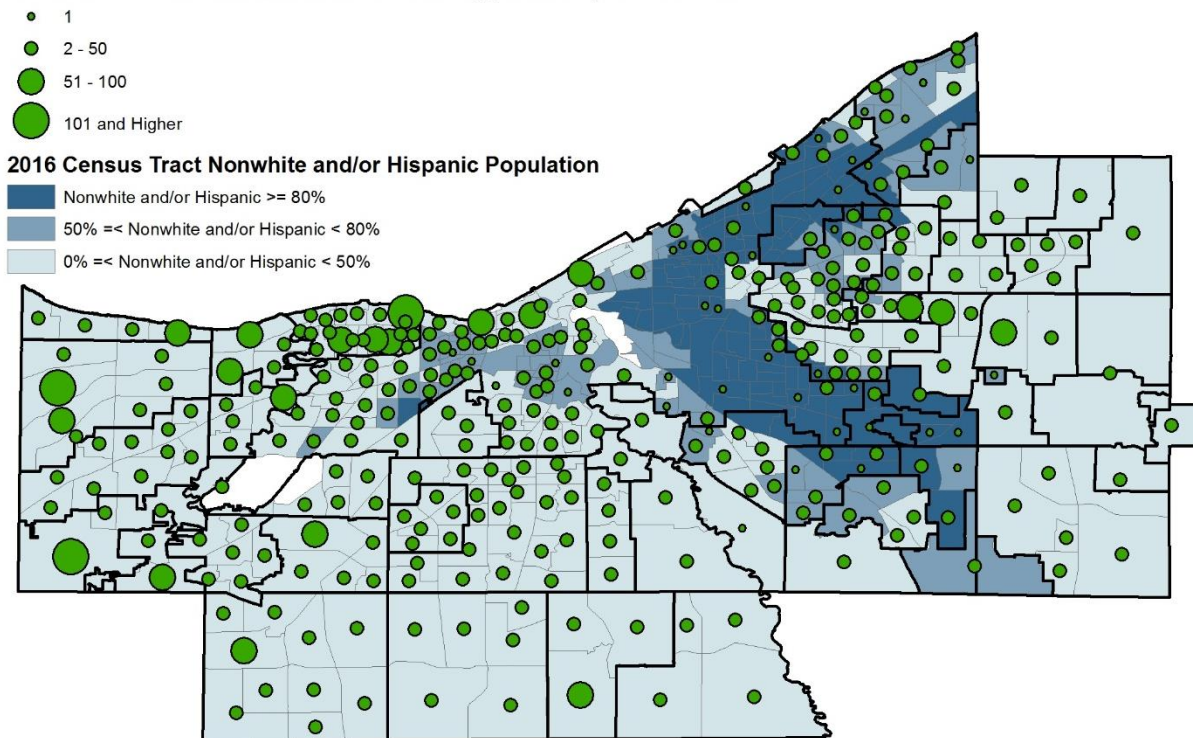 1
2 - 50
51 - 100
101 and Higher
2016 Census Tract Nonwhite and/or Hispanic Population
Nonwhite and/or Hispanic >= 80%
50% =< Nonwhite and/or Hispanic < 80%
0% =< Nonwhite and/or Hispanic < 50%